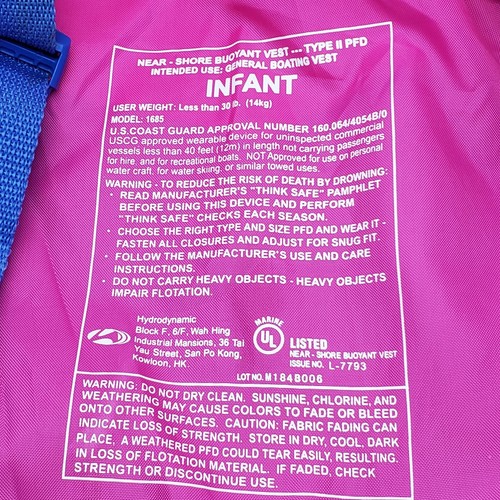 NEAR - SHORE BUOYANT VEST --- TYPE II PFD
INTENDED USE: GENERAL BOATING VEST
INFANT
USER WEIGHT: Less than 30 lb. (14kg)
MODEL: 1685
U.S.COAST GUARD APPROVAL NUMBER 160.064/4054B/0
USCG approved wearable device for uninspected commercial
vessels less than 40 feet (12m) in length not carrying passengers
for hire, and for recreational boats. NOT Approved for use on personal
water craft, for water skiing, or similar towed uses.
WARNING - TO REDUCE THE RISK OF DEATH BY DROWNING:
• READ MANUFACTURER'S "THINK SAFE" PAMPHLET
BEFORE USING THIS DEVICE AND PERFORM
"THINK SAFE" CHECKS EACH SEASON.
• CHOOSE THE RIGHT TYPE AND SIZE PFD AND WEAR IT -
FASTEN ALL CLOSURES AND ADJUST FOR SNUG FIT.
• FOLLOW THE MANUFACTURER'S USE AND CARE
INSTRUCTIONS.
• DO NOT CARRY HEAVY OBJECTS - HEAVY OBJECTS
IMPAIR FLOTATION.
Hydrodynamic
Block F, 6/F, Wah Hing
Industrial Mansions, 36 Tai
Yau Street, San Po Kong,
Kowloon, HK
MARINE
UL
LISTED
NEAR - SHORE BUOYANT VEST
ISSUE NO. L-7793
LOT NO. M184B006
WARNING: DO NOT DRY CLEAN. SUNSHINE, CHLORINE, AND
WEATHERING MAY CAUSE COLORS TO FADE OR BLEED
ONTO OTHER SURFACES. CAUTION: FABRIC FADING CAN
INDICATE LOSS OF STRENGTH. STORE IN DRY, COOL, DARK
PLACE, A WEATHERED PFD COULD TEAR EASILY, RESULTING.
IN LOSS OF FLOTATION MATERIAL. IF FADED, CHECK
STRENGTH OR DISCONTINUE USE.